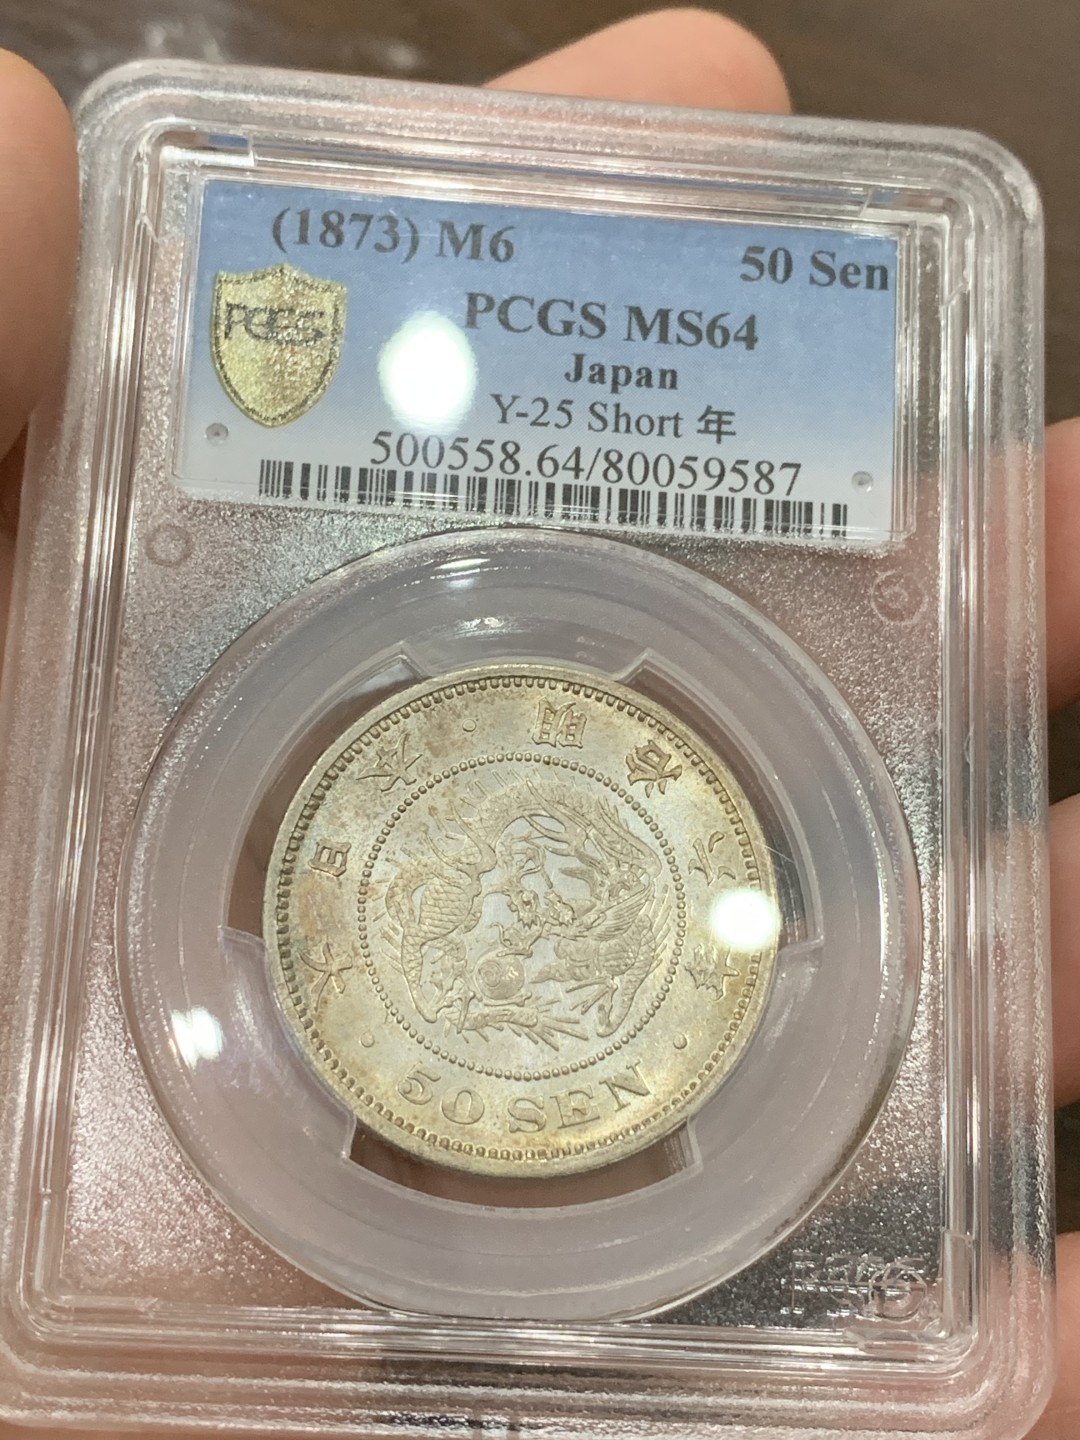 (1873) M6 50 Sen
PCGS
PCGS MS64
Japan
Y-25 Short 年
500558.64/80059587
大日本・明治六年・
50 SEN